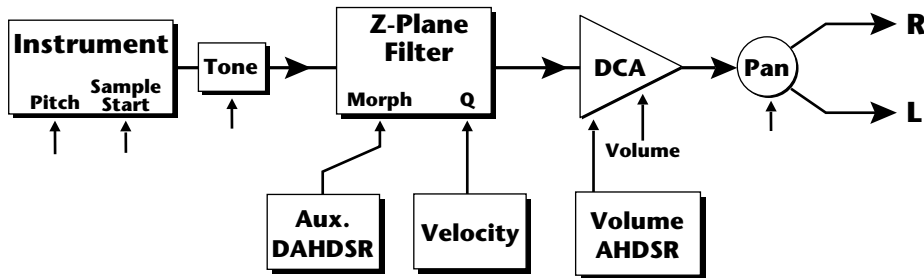 Instrument
Pitch
Sample
Start
Tone
Z-Plane
Filter
Morph
Q
DCA
Volume
Pan
R
L
Aux.
DAHDSR
Velocity
Volume
AHDSR